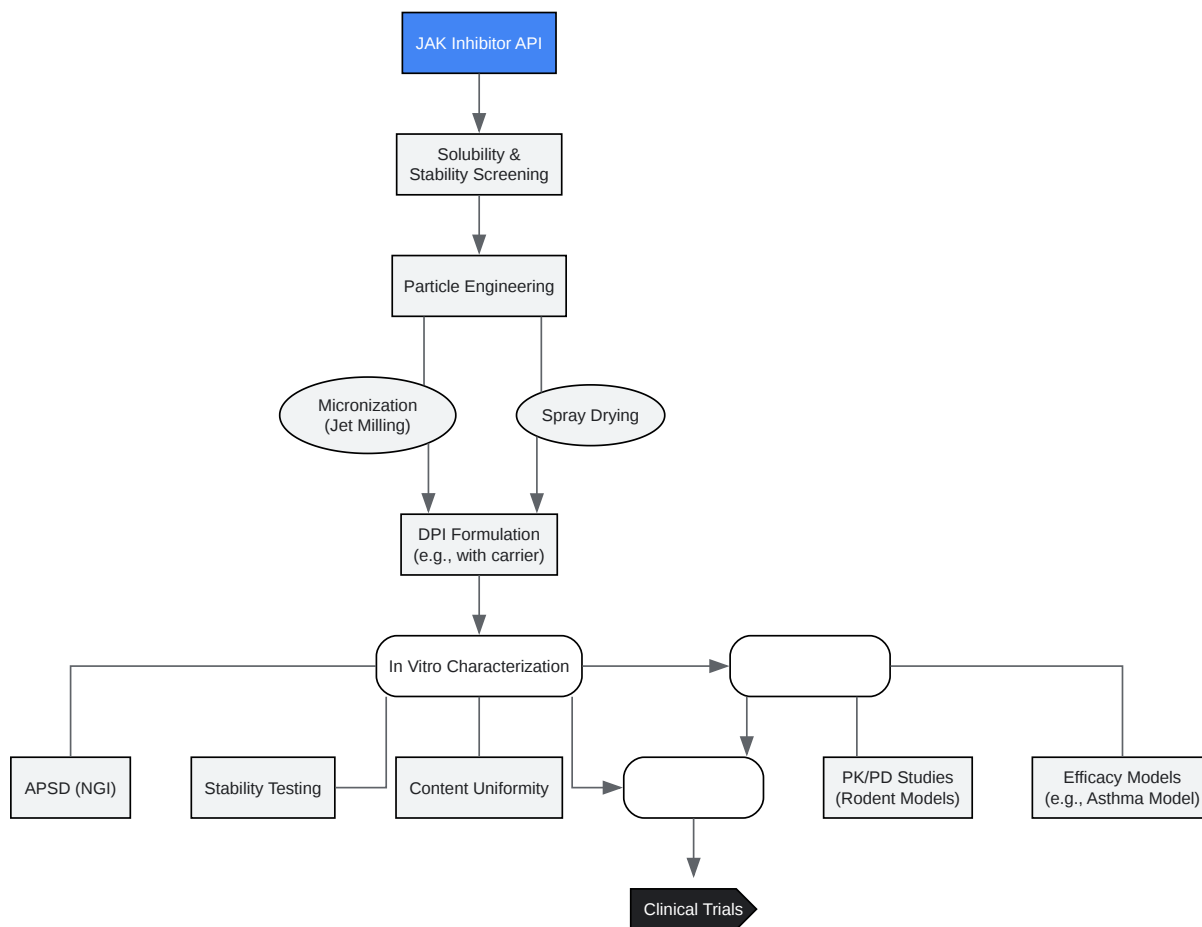 JAK Inhibitor API
Solubility &
Stability Screening
Particle Engineering
Micronization
(Jet Milling)
Spray Drying
DPI Formulation
(e.g., with carrier)
In Vitro Characterization
APSD (NGI)
Stability Testing
Content Uniformity
PK/PD Studies
(Rodent Models)
Efficacy Models
(e.g., Asthma Model)
Clinical Trials